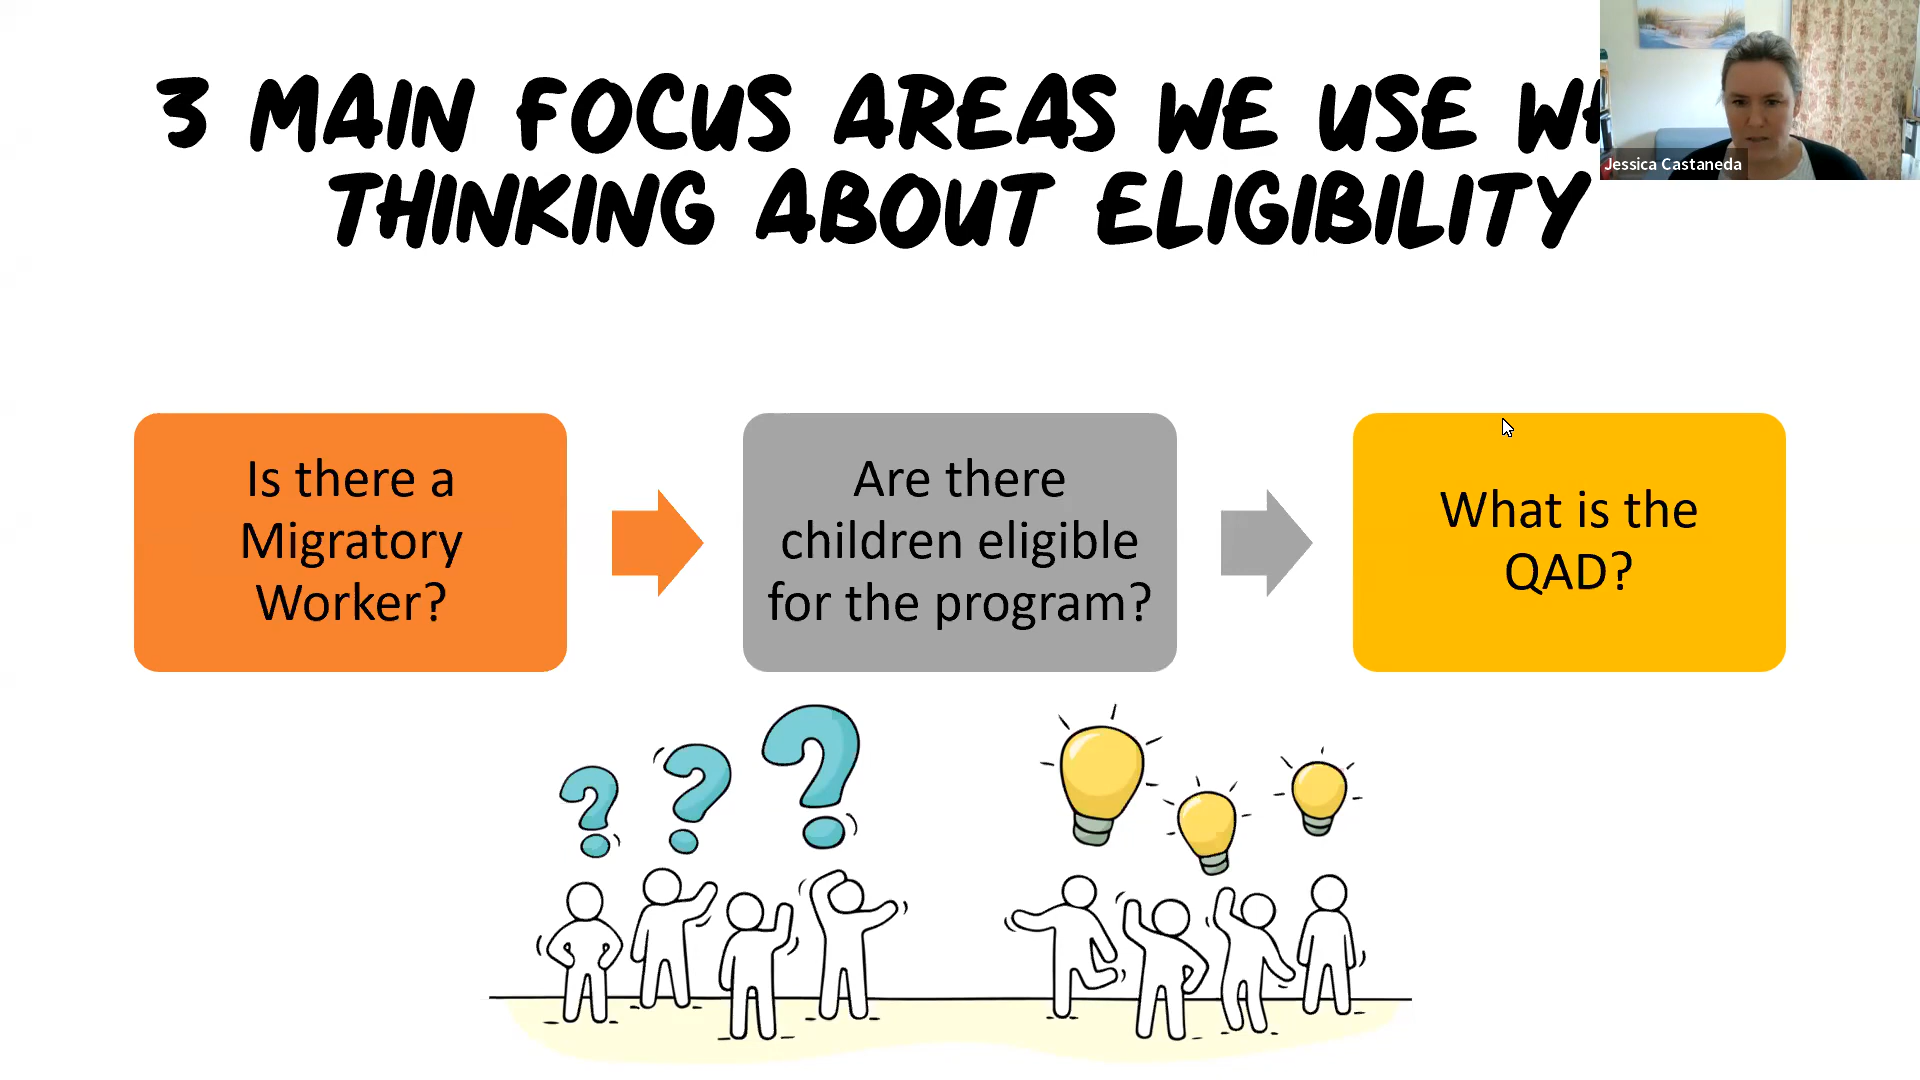 3 MAIN FOCUS AREAS WE USE
THINKING ABOUT ELIGIBILITY
Jessica Castaneda
Is there a
Migratory
Worker?
Are there
children eligible
for the program?
What is the
QAD?